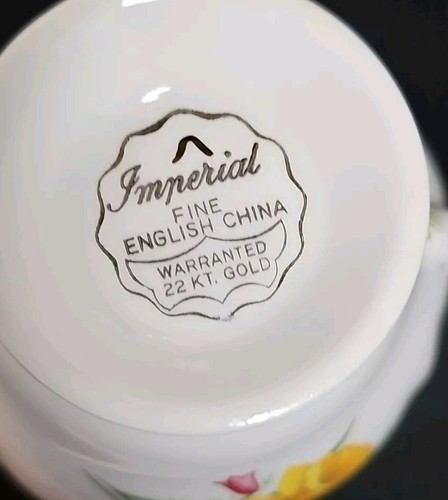 Imperial
FINE
ENGLISH CHINA
WARRANTED
22 KT. GOLD